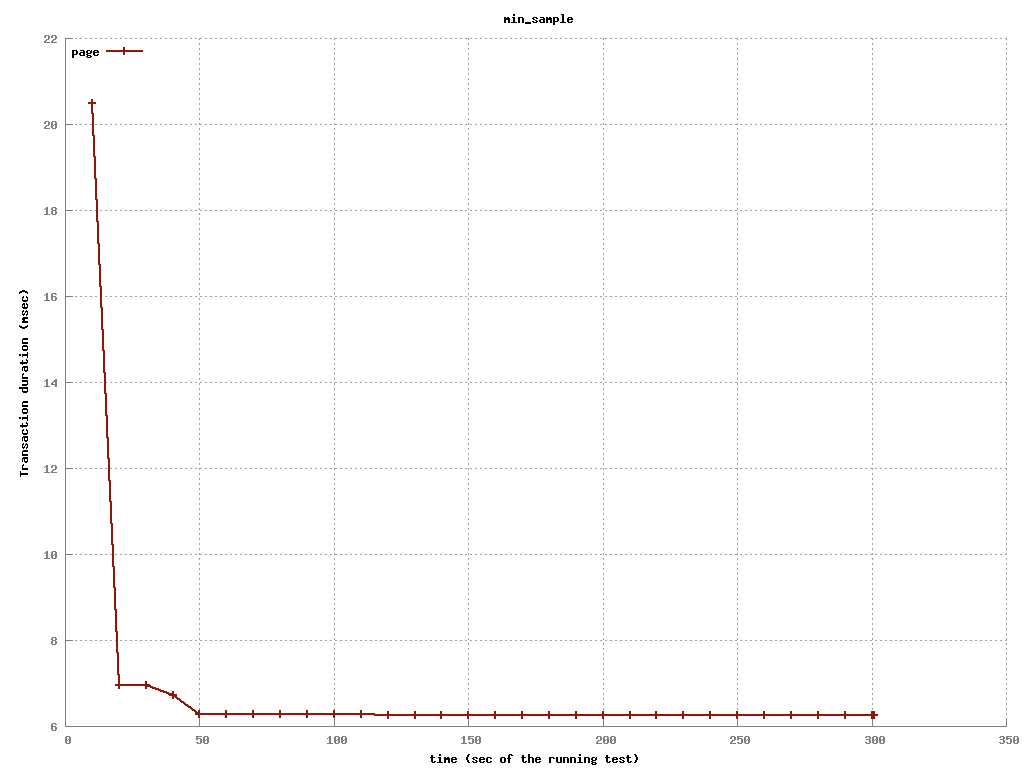 min_sample
page
22
20
18
16
14
12
10
8
6
Transaction duration (msec)
0 50 100 150 200 250 300 350
time (sec of the running test)